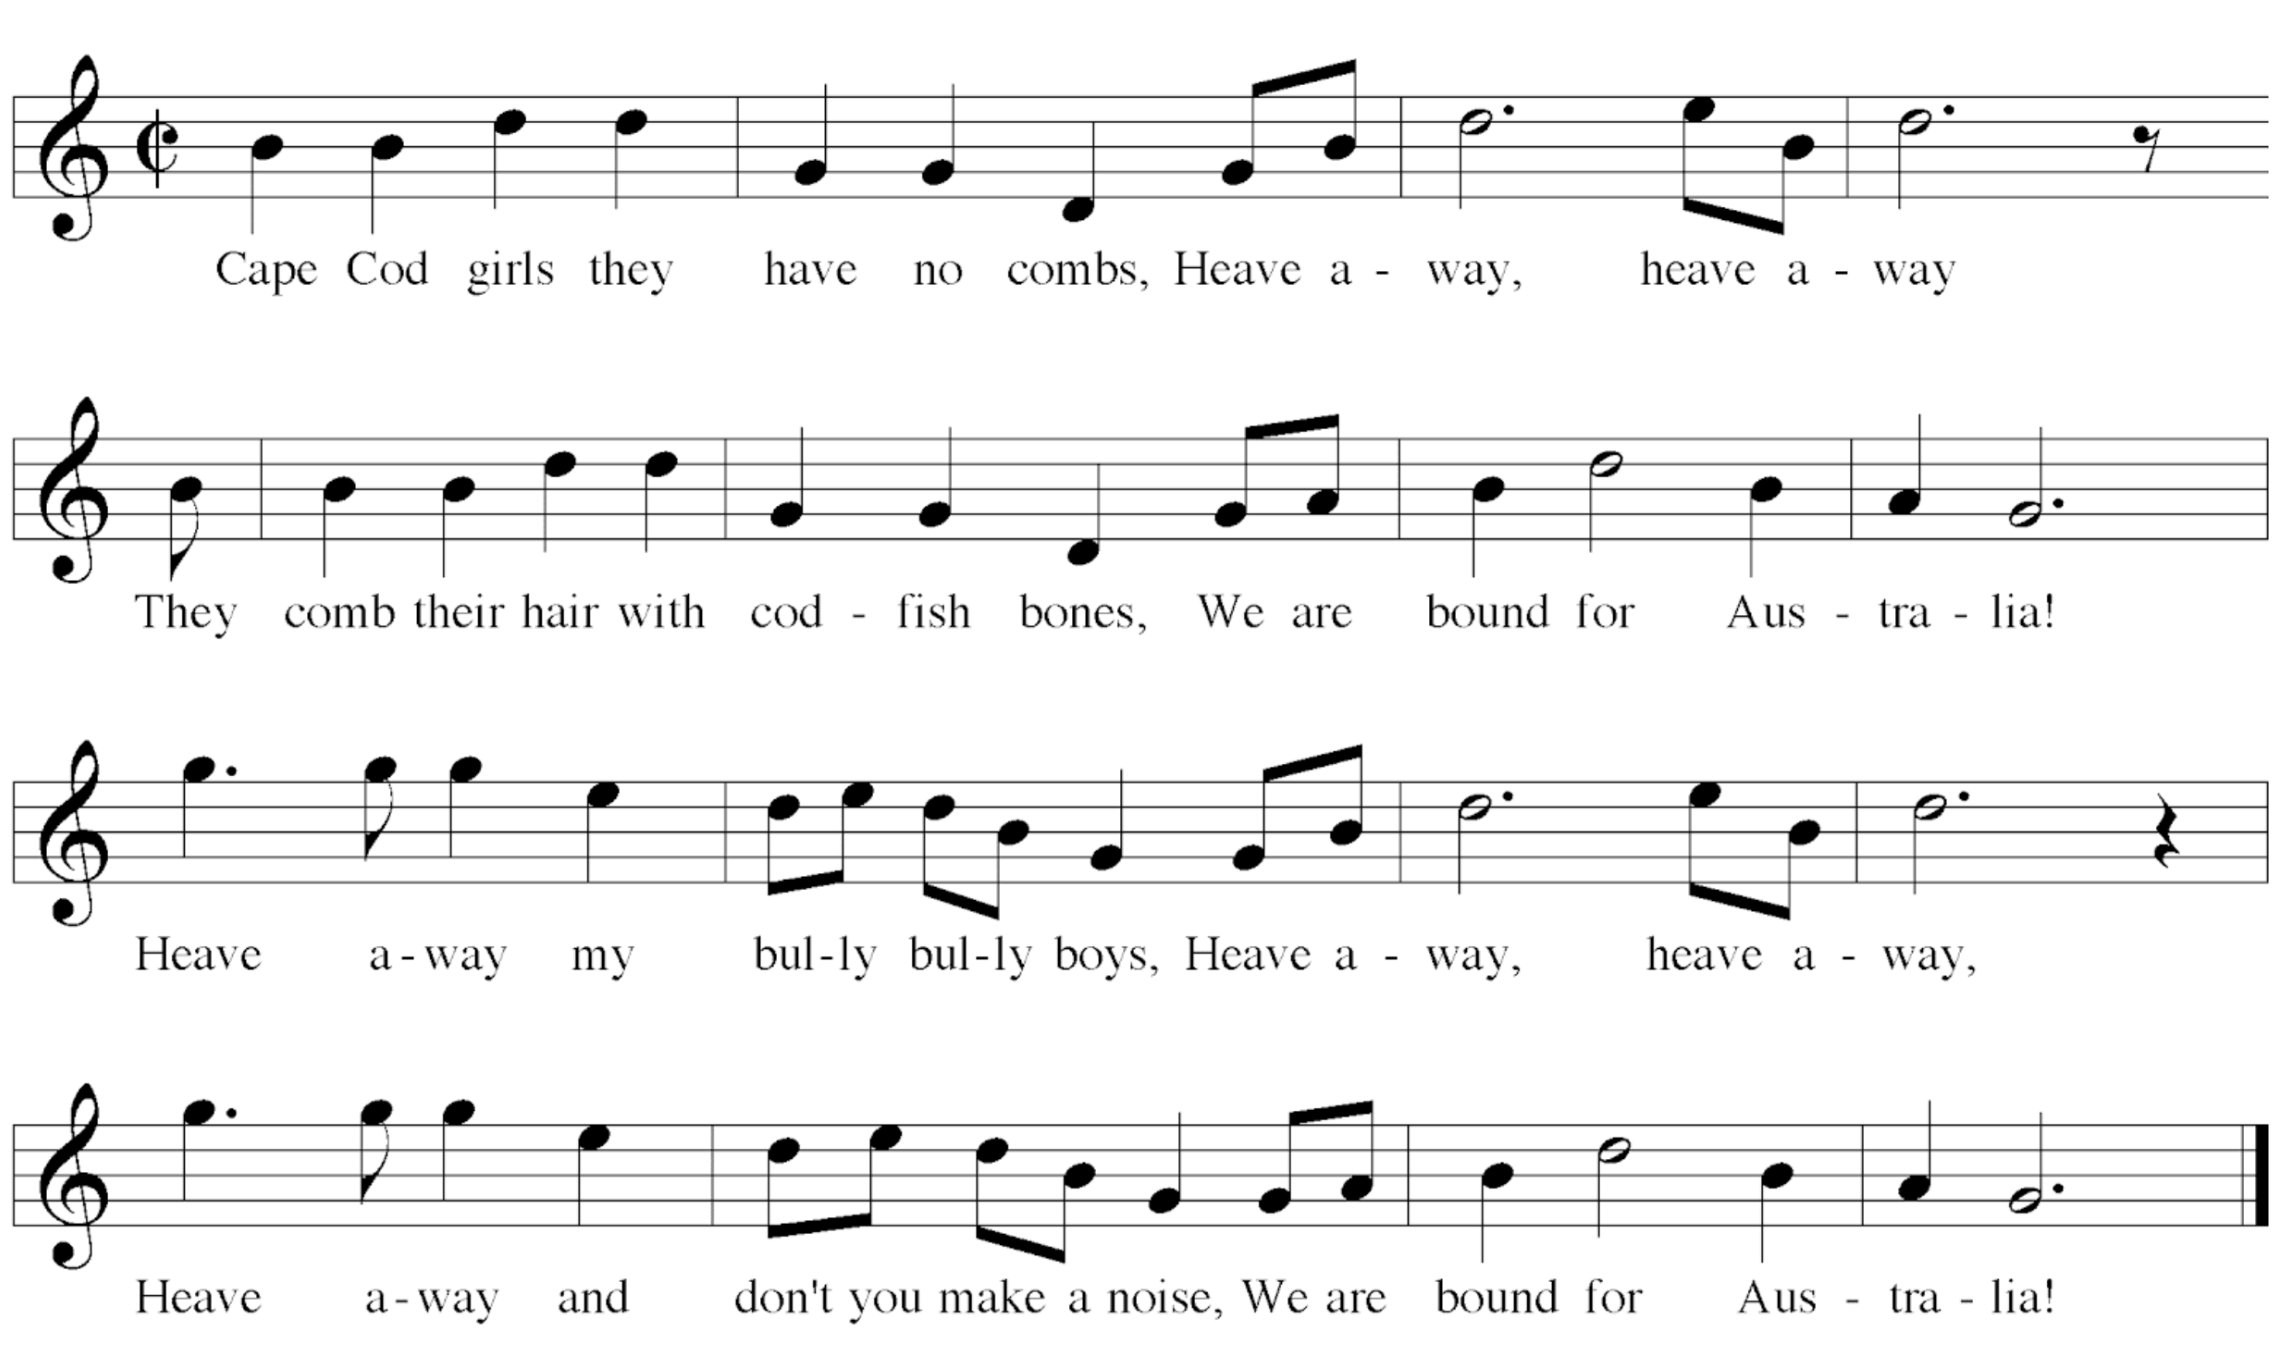 Cape Cod girls they have no combs, Heave a - way, heave a - way
They comb their hair with cod - fish bones, We are bound for Aus - tra - lia!
Heave a - way my bul - ly bul - ly boys, Heave a - way, heave a - way,
Heave a - way and don't you make a noise, We are bound for Aus - tra - lia!